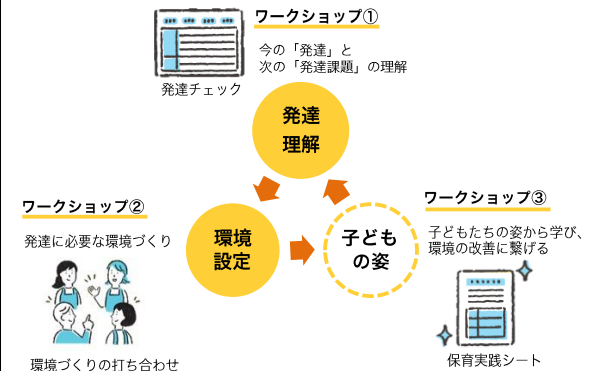 ワークショップ①
今の「発達」と
次の「発達課題」の理解
発達チェック
発達
理解
ワークショップ②
発達に必要な環境づくり
環境づくりの打ち合わせ
環境
設定
子ども
の姿
ワークショップ③
子どもたちの姿から学び、
環境の改善に繋げる
保育実践シート